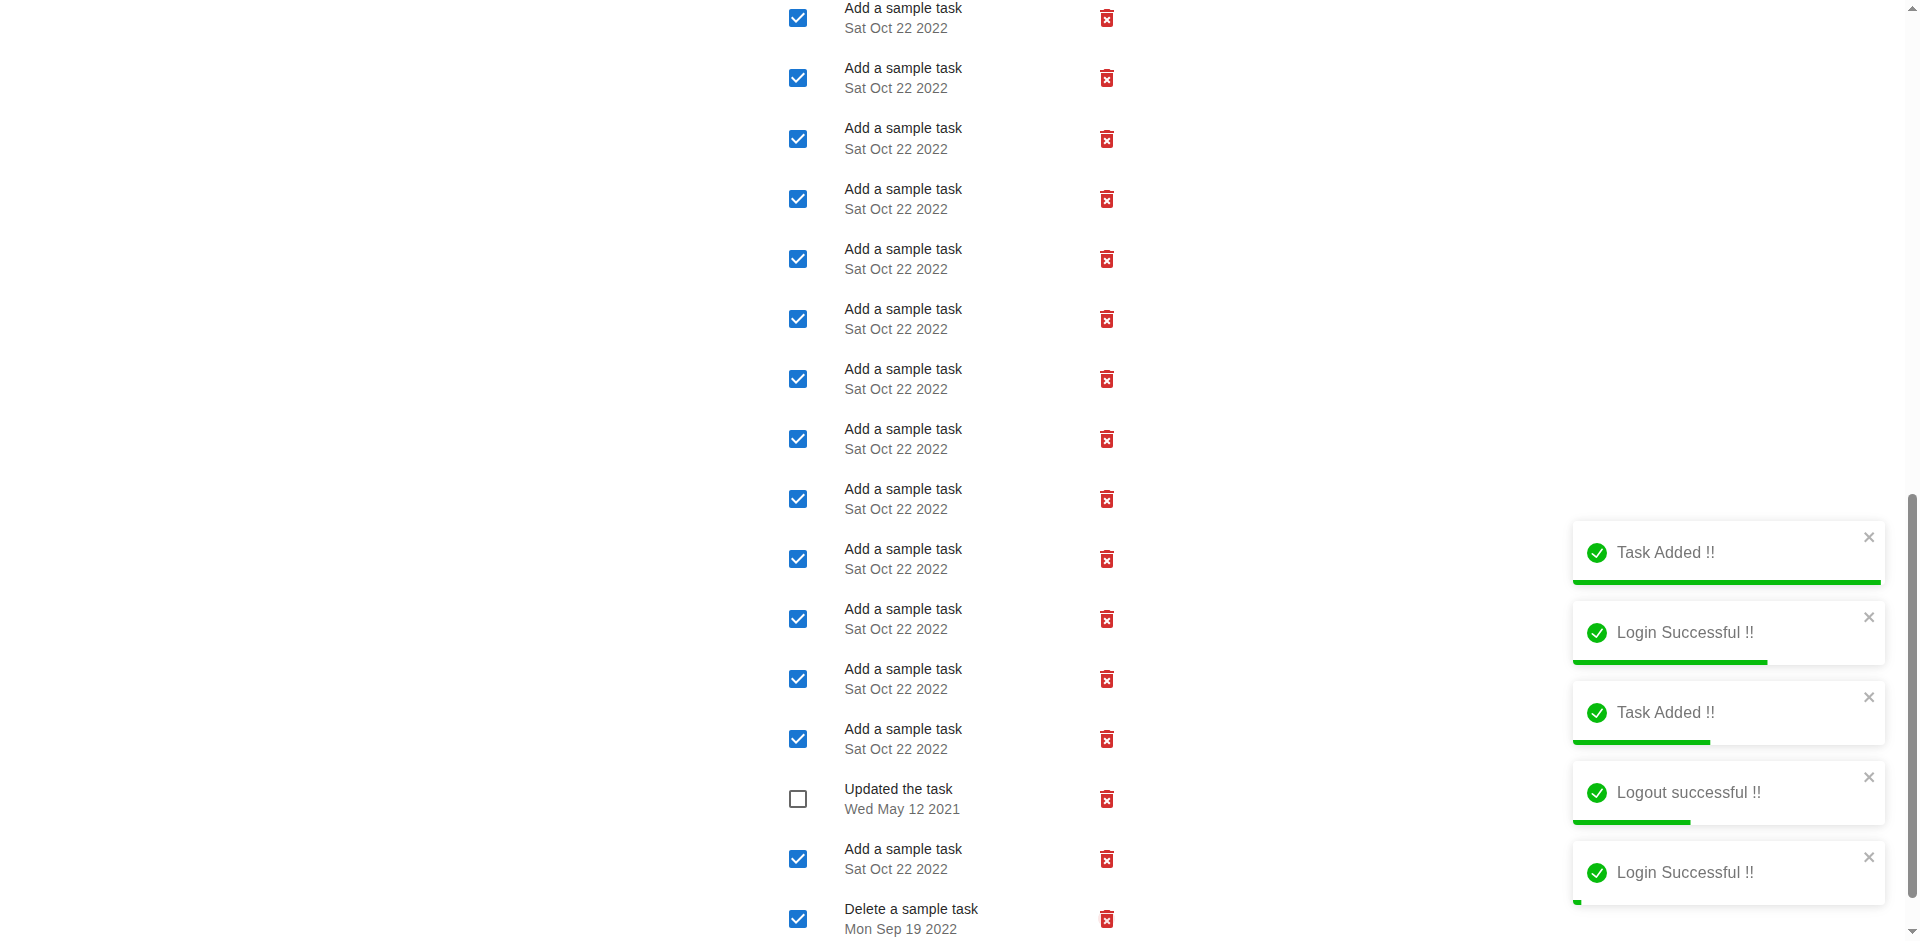 Add a sample task
Sat Oct 22 2022
Add a sample task
Sat Oct 22 2022
Add a sample task
Sat Oct 22 2022
Add a sample task
Sat Oct 22 2022
Add a sample task
Sat Oct 22 2022
Add a sample task
Sat Oct 22 2022
Add a sample task
Sat Oct 22 2022
Add a sample task
Sat Oct 22 2022
Add a sample task
Sat Oct 22 2022
Add a sample task
Sat Oct 22 2022
Add a sample task
Sat Oct 22 2022
Add a sample task
Sat Oct 22 2022
Add a sample task
Sat Oct 22 2022
Updated the task
Wed May 12 2021
Add a sample task
Sat Oct 22 2022
Delete a sample task
Mon Sep 19 2022
Task Added !!
Login Successful !!
Task Added !!
Logout successful !!
Login Successful !!